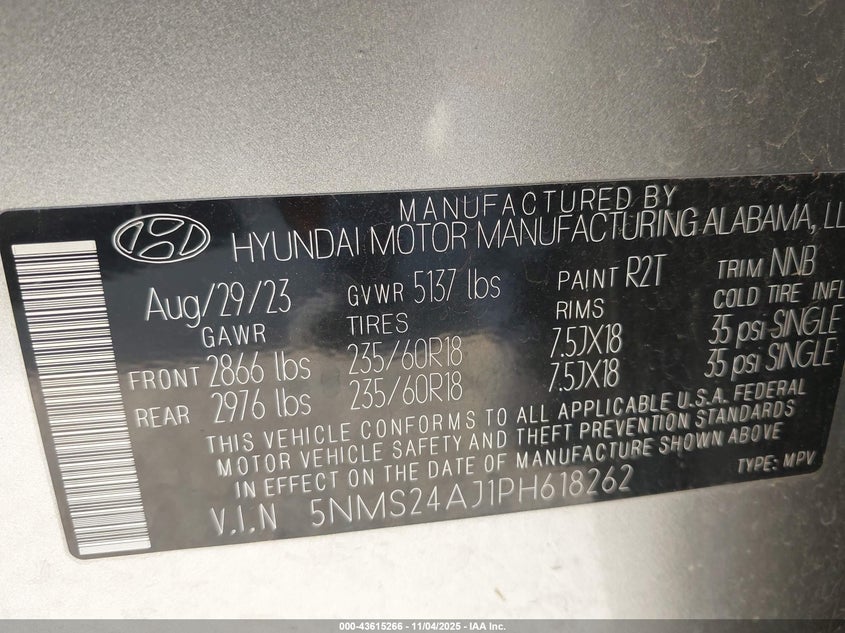 MANUFACTURED BY
HYUNDAI MOTOR MANUFACTURING ALABAMA, LL
Aug/29/23 GVWR 5137 lbs PAINT R2T TRIM NNB
GAWR TIRES RIMS COLD TIRE INFL
FRONT 2866 lbs 235/60R18 7.5JX18 35 psi SINGLE
REAR 2976 lbs 235/60R18 7.5JX18 35 psi SINGLE
THIS VEHICLE CONFORMS TO ALL APPLICABLE U.S.A. FEDERAL
MOTOR VEHICLE SAFETY AND THEFT PREVENTION STANDARDS
IN EFFECT ON THE DATE OF MANUFACTURE SHOWN ABOVE
V.I.N 5NMS24AJ1PH618262 TYPE: MPV
000-43615266 - 11/04/2025 - IAA Inc.